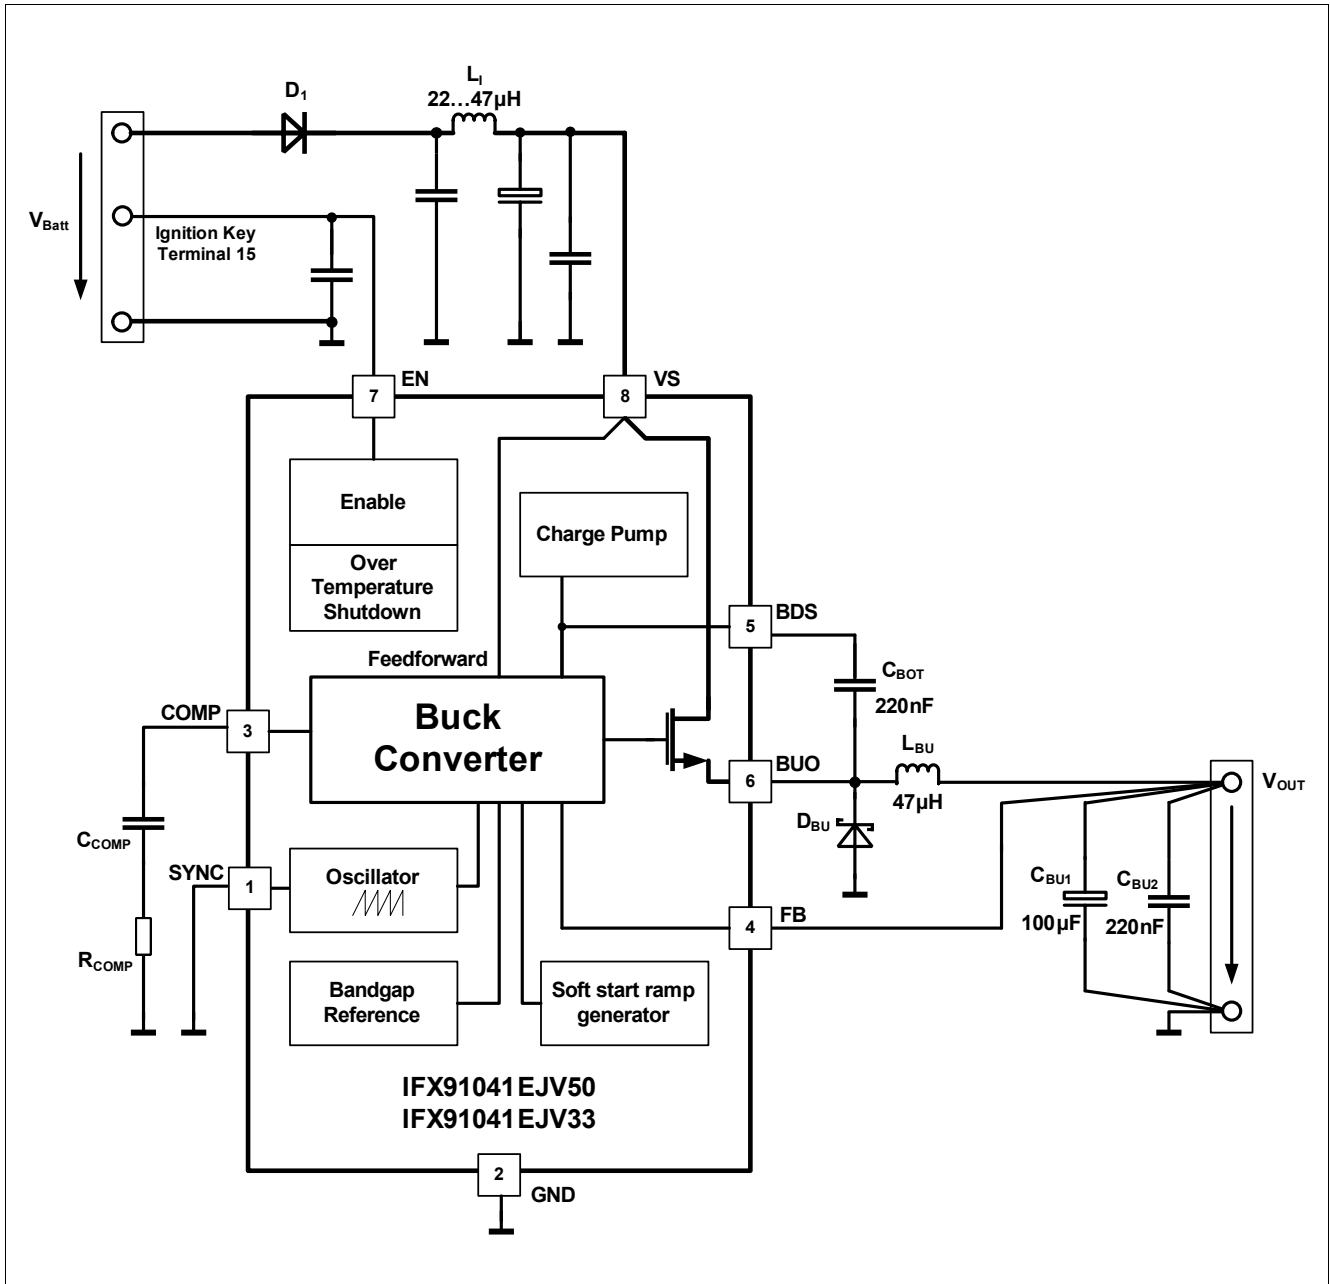 D1
LI
22...47µH
VBatt
Ignition Key
Terminal 15
7
EN
8
VS
Enable
Over
Temperature
Shutdown
Charge Pump
5
BDS
CBOT
220nF
Feedforward
COMP
3
Buck
Converter
6
BUO
LBU
47µH
VOUT
DBU
CCOMP
SYNC
1
Oscillator
4
FB
CBU1
100µF
CBU2
220nF
RCOMP
Bandgap
Reference
Soft start ramp
generator
IFX91041EJV50
IFX91041EJV33
2
GND